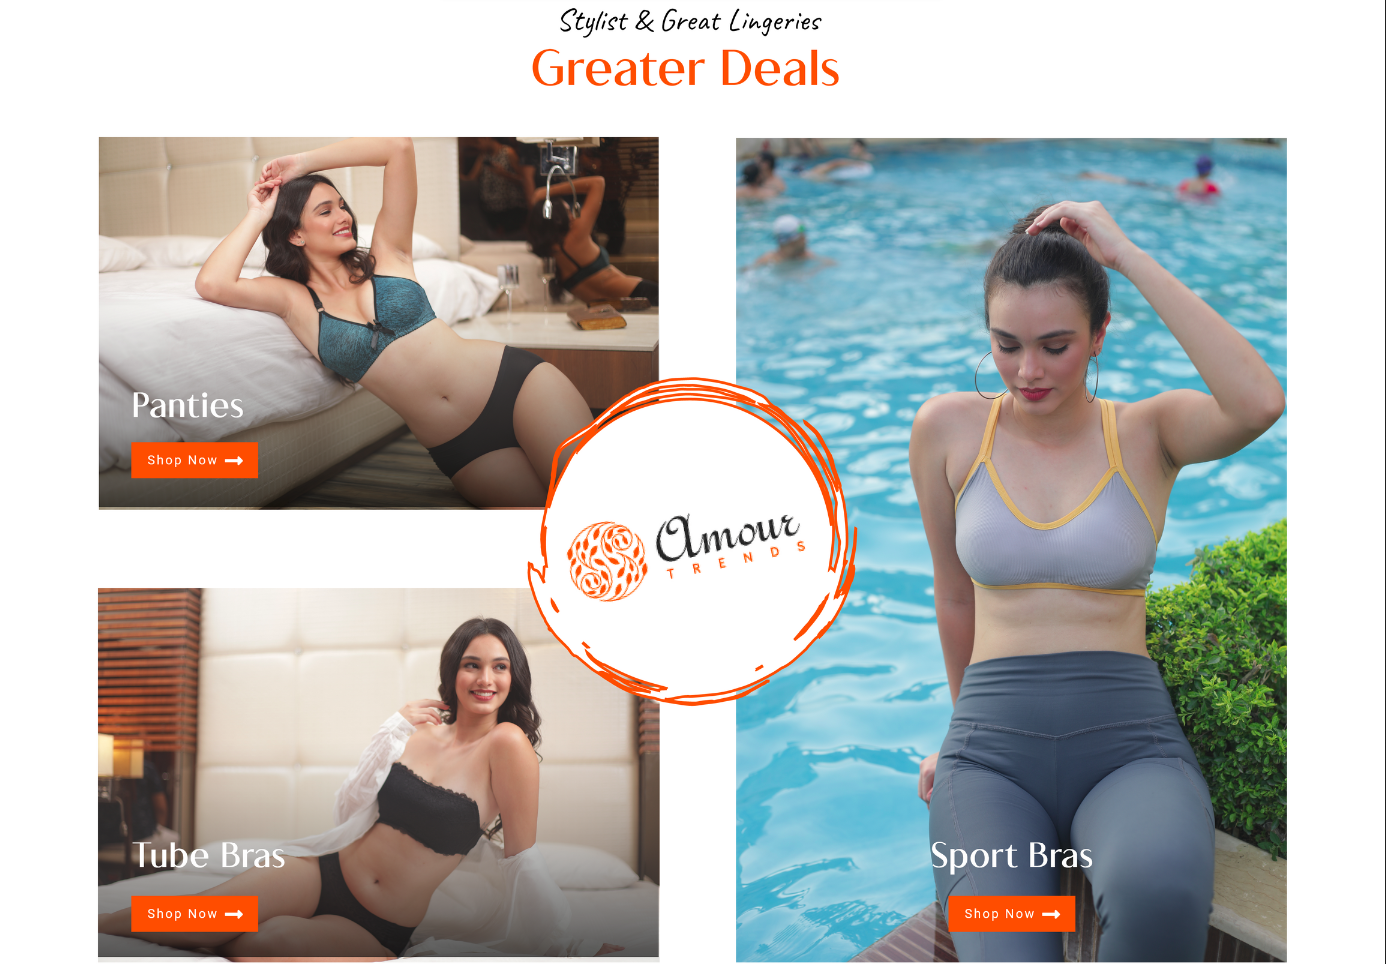 Stylist & Great Lingeries
Greater Deals
Panties
Shop Now
Amour
TRENDS
Tube Bras
Shop Now
Sport Bras
Shop Now